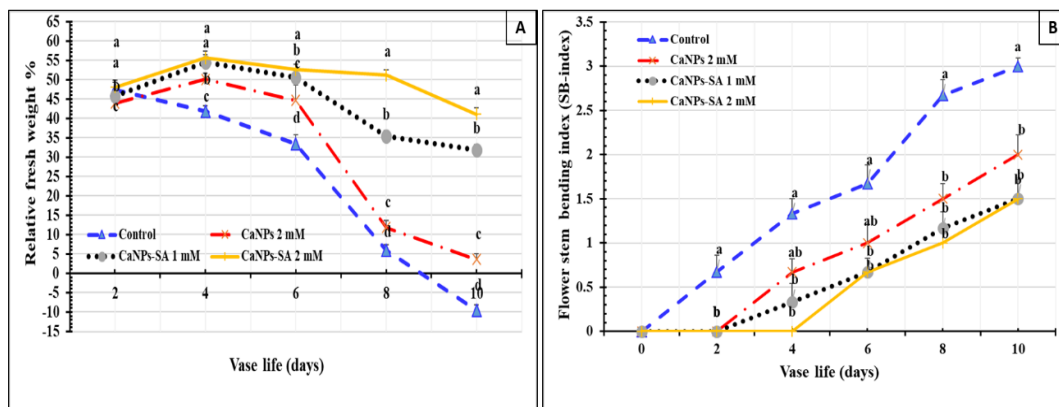 A
65
60
55
50
45
40
35
30
25
20
15
10
5
0
-5
-10
-15
Relative fresh weight %
a a a
a a b a
a b c a
b b d b b
c c c c
d d
Control CaNPs 2 mM
CaNPs-SA 1 mM CaNPs-SA 2 mM
2 4 6 8 10
Vase life (days)
B
3.5
3
2.5
2
1.5
1
0.5
0
Flower stem bending index (SB-index)
Control
CaNPs 2 mM
CaNPs-SA 1 mM
CaNPs-SA 2 mM
a
a
a
a b
a b
ab b b
ab b b
ab b
b b
b b
0 2 4 6 8 10
Vase life (days)